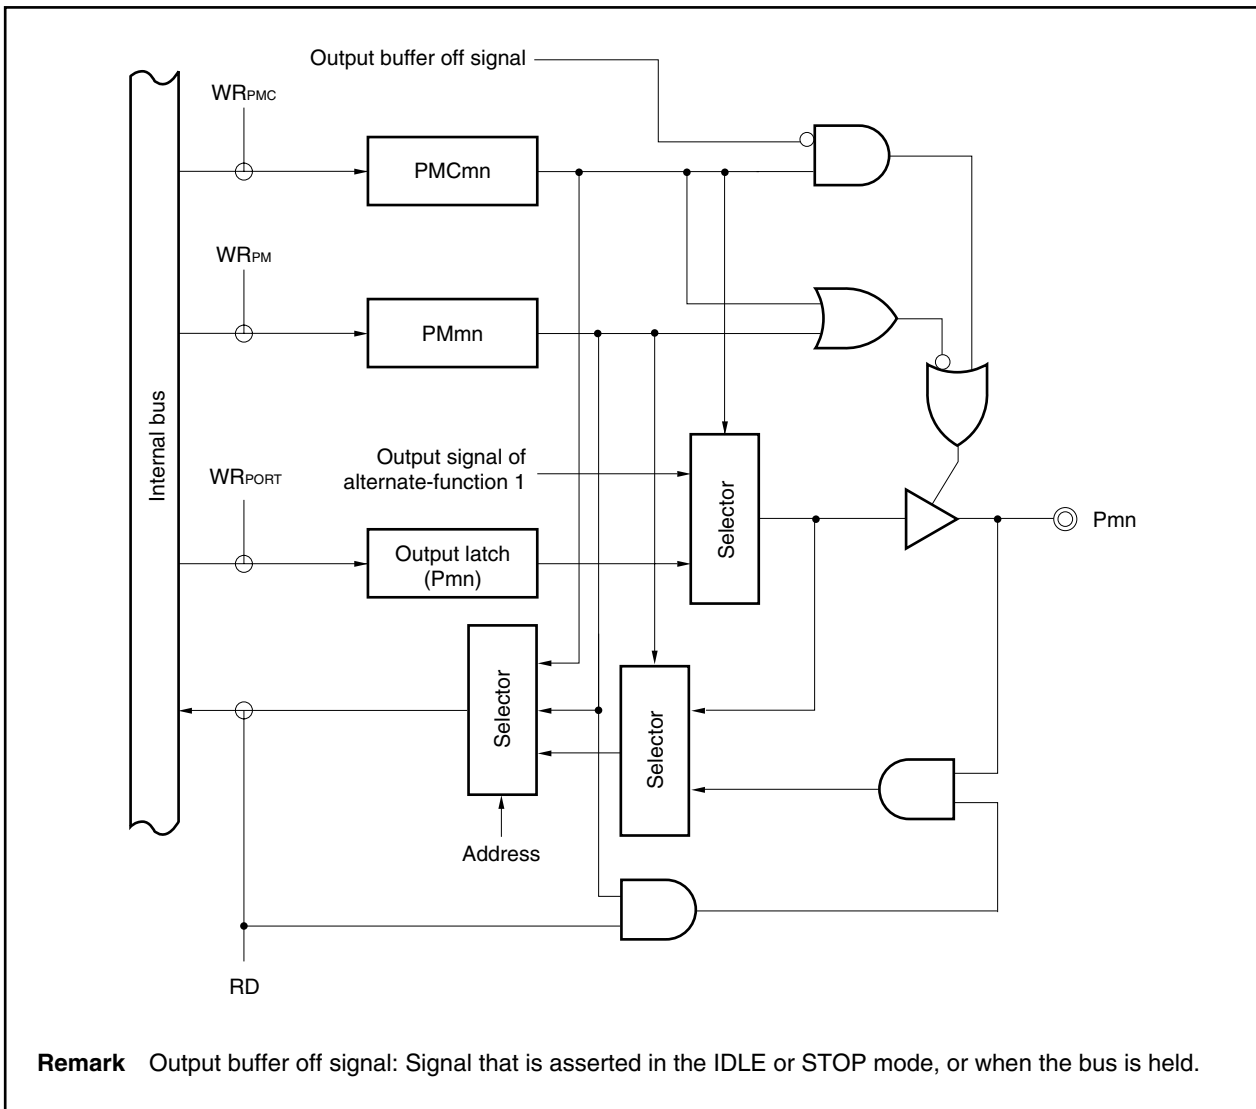 Output buffer off signal
WRPMC
PMCmn
WRPM
PMmn
Internal bus
Output signal of
alternate-function 1
WRPORT
Selector
Pmn
Output latch
(Pmn)
Selector
Selector
Address
RD
Remark Output buffer off signal: Signal that is asserted in the IDLE or STOP mode, or when the bus is held.